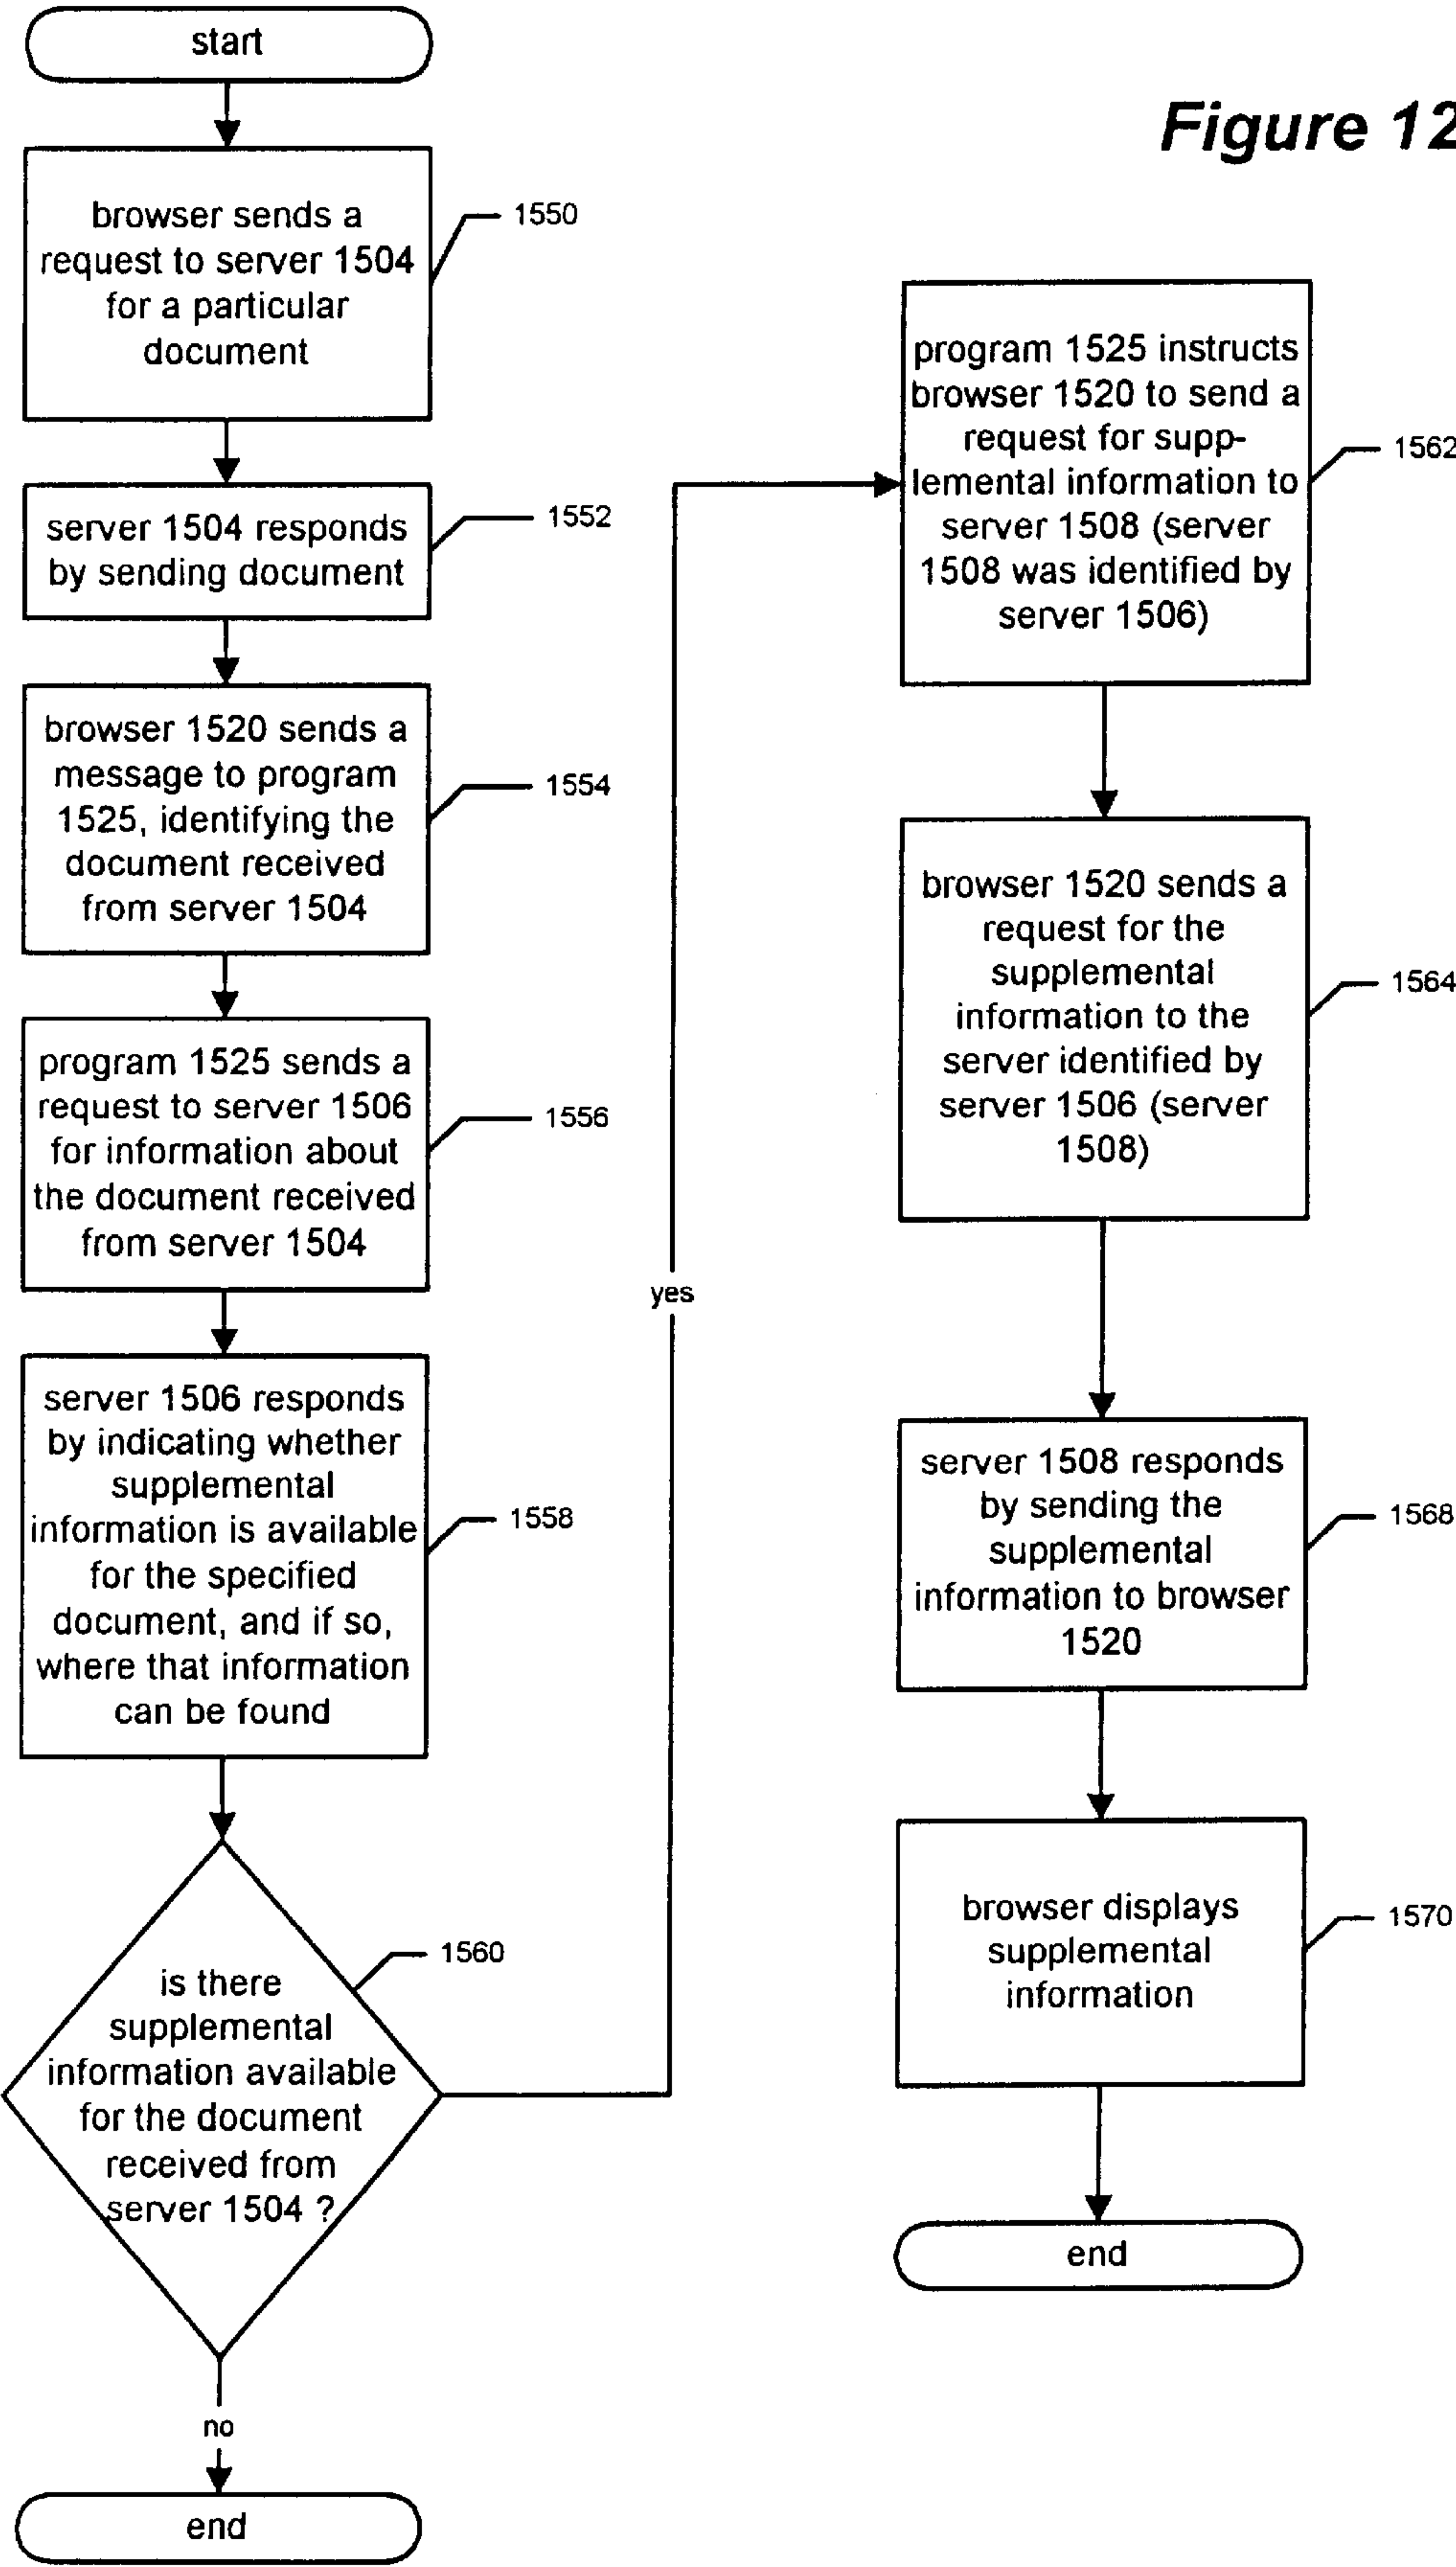 start
Figure 12
browser sends a
request to server 1504
for a particular
document
1550
server 1504 responds
by sending document
1552
browser 1520 sends a
message to program
1525, identifying the
document received
from server 1504
1554
program 1525 sends a
request to server 1506
for information about
the document received
from server 1504
1556
server 1506 responds
by indicating whether
supplemental
information is available
for the specified
document, and if so,
where that information
can be found
1558
is there
supplemental
information available
for the document
received from
server 1504 ?
1560
no
end
yes
program 1525 instructs
browser 1520 to send a
request for supp-
lemental information to
server 1508 (server
1508 was identified by
server 1506)
1562
browser 1520 sends a
request for the
supplemental
information to the
server identified by
server 1506 (server
1508)
1564
server 1508 responds
by sending the
supplemental
information to browser
1520
1568
browser displays
supplemental
information
1570
end